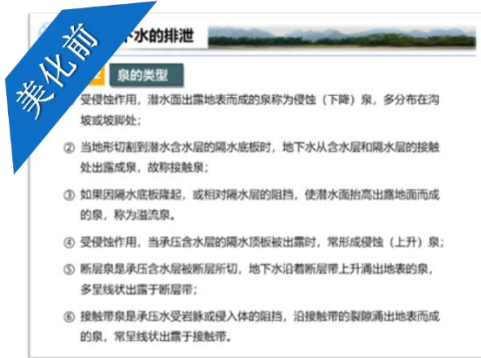 美化前
下水的排泄
泉的类型
受侵蚀作用，潜水面出露地表而成的泉称为侵蚀（下降）泉，多分布在沟
坡或坡脚处；
② 当地形切割到潜水含水层的隔水底板时，地下水从含水层和隔水层的接触
处出露成泉，故称接触泉；
③ 如果因隔水底板隆起，或相对隔水层的阻挡，使潜水面抬高出露地面而成
的泉，称为溢流泉。
④ 受侵蚀作用，当承压含水层的隔水顶板被出露时，常形成侵蚀（上升）泉；
⑤ 断层泉是承压含水层被断层所切，地下水沿着断层带上升涌出地表的泉，
多呈线状出露于断层带；
⑥ 接触带泉是承压水受岩脉或侵入体的阻挡，沿接触带的裂隙涌出地表而成
的泉，常呈线状出露于接触带。